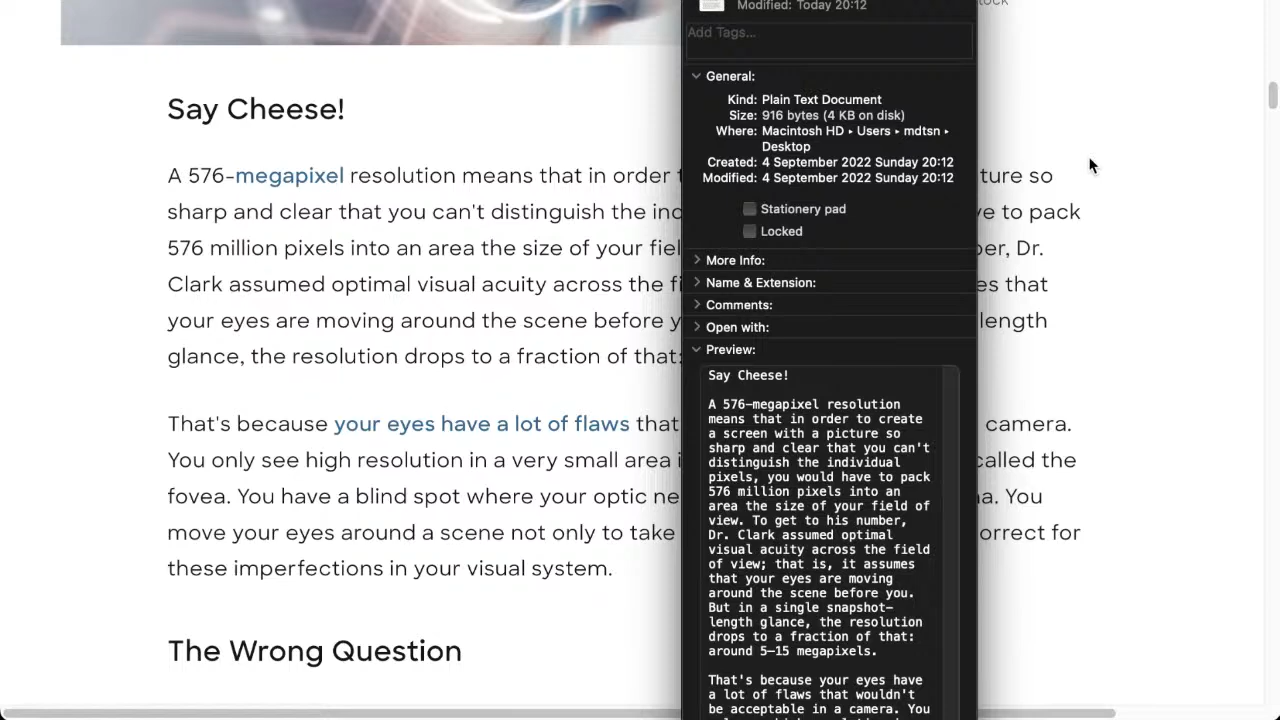 Say Cheese!
A 576-megapixel resolution means that in order
ture so
sharp and clear that you can't distinguish the
to pack
576 million pixels into an area the size of your
Dr.
Clark assumed optimal visual acuity across the
that
your eyes are moving around the scene before
length
glance, the resolution drops to a fraction of that:
That's because your eyes have a lot of flaws that
camera.
You only see high resolution in a very small area
called the
fovea. You have a blind spot where your optic
You
move your eyes around a scene not only to take
for
these imperfections in your visual system.
The Wrong Question
Modified: Today 20:12
Add Tags...
General:
Kind: Plain Text Document
Size: 916 bytes (4 KB on disk)
Where: Macintosh HD ▸ Users ▸ mdtsn ▸
Desktop
Created: 4 September 2022 Sunday 20:12
Modified: 4 September 2022 Sunday 20:12
Stationery pad
Locked
More Info:
Name & Extension:
Comments:
Open with:
Preview:
Say Cheese!
A 576-megapixel resolution
means that in order to create
a screen with a picture so
sharp and clear that you can't
distinguish the individual
pixels, you would have to pack
576 million pixels into an
area the size of your field of
view. To get to his number,
Dr. Clark assumed optimal
visual acuity across the field
of view; that is, it assumes
that your eyes are moving
around the scene before you.
But in a single snapshot-
length glance, the resolution
drops to a fraction of that:
around 5–15 megapixels.
That's because your eyes have
a lot of flaws that wouldn't
be acceptable in a camera. You